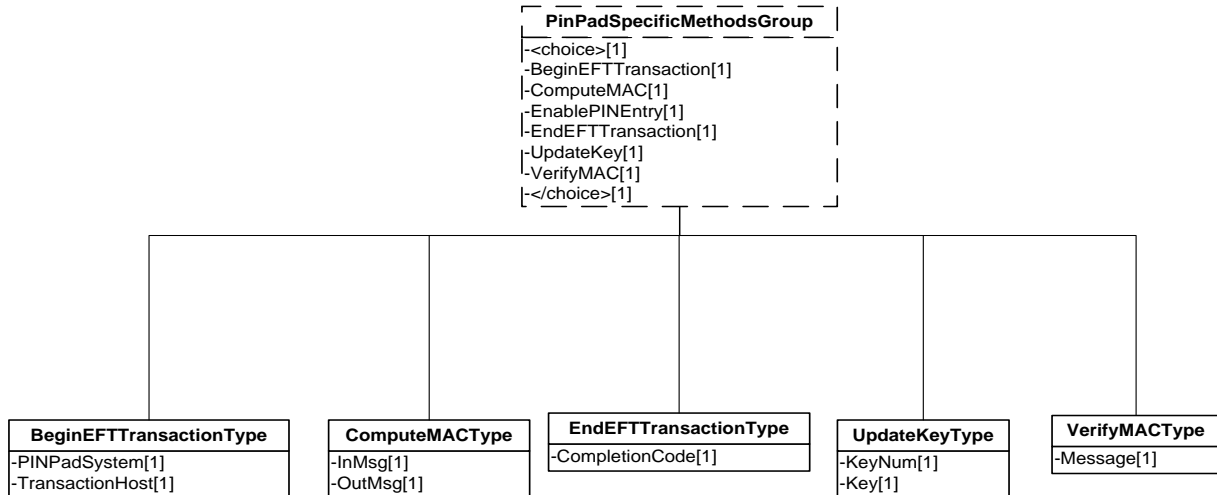 PinPadSpecificMethodsGroup
-<choice>[1]
-BeginEFTTransaction[1]
-ComputeMAC[1]
-EnablePINEntry[1]
-EndEFTTransaction[1]
-UpdateKey[1]
-VerifyMAC[1]
-</choice>[1]
BeginEFTTransactionType
-PINPadSystem[1]
-TransactionHost[1]
ComputeMACType
-InMsg[1]
-OutMsg[1]
EndEFTTransactionType
-CompletionCode[1]
UpdateKeyType
-KeyNum[1]
-Key[1]
VerifyMACType
-Message[1]